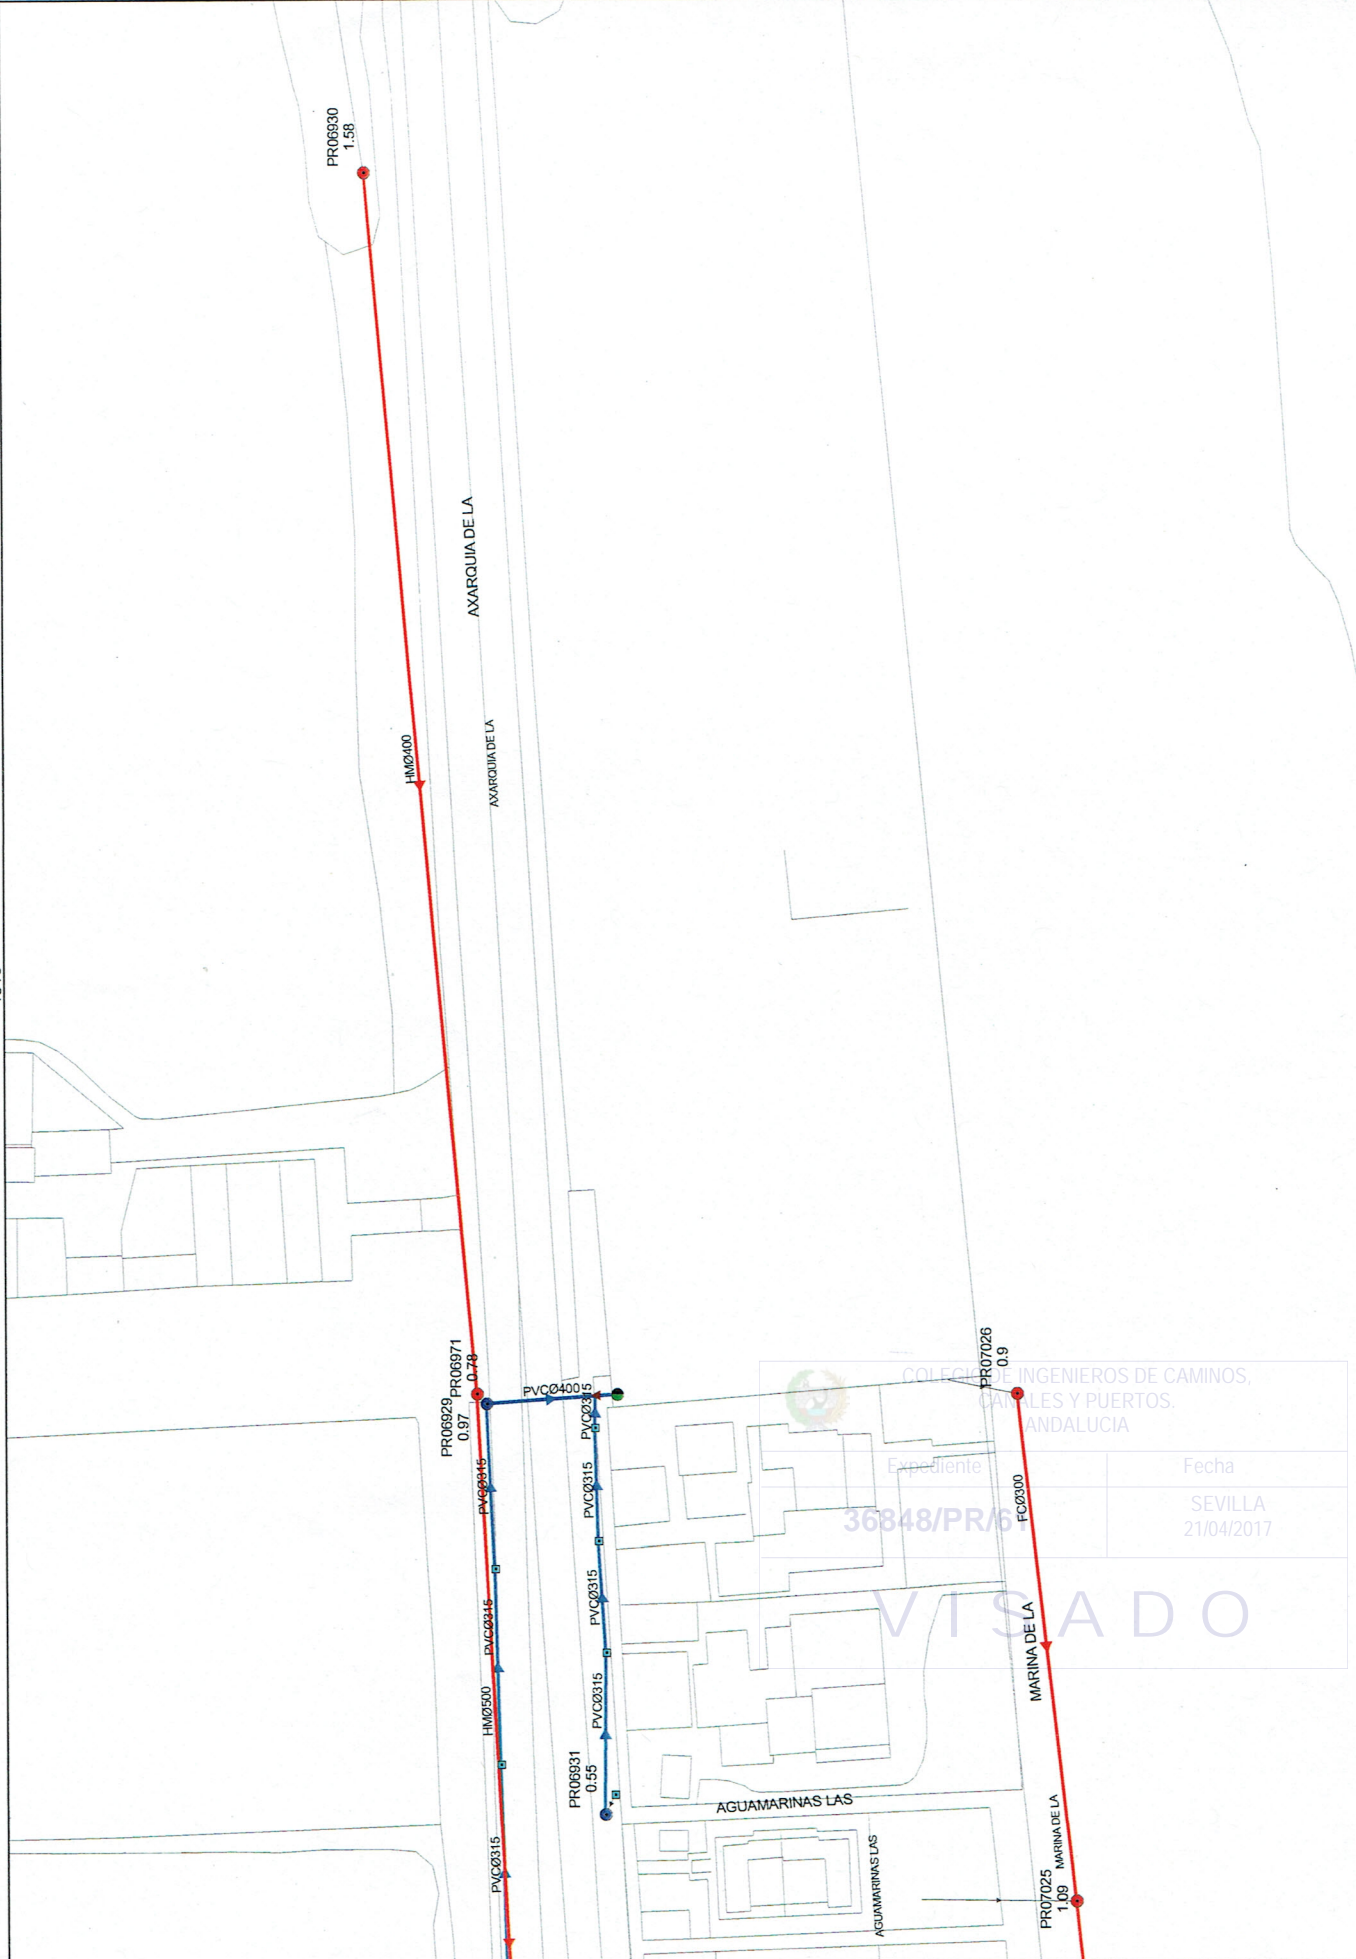 PR06930
1.58
AXARQUIA DE LA
HMØ400
AXARQUIA DE LA
PR06971
0.78
PR06929
0.97
PVCØ400
PVCØ315
PVCØ315
PVCØ315
PVCØ315
PVCØ315
HMØ500
PVCØ315
PR06931
0.55
PVCØ315
AGUAMARINAS LAS
AGUAMARINAS LAS
PR07026
0.9
FCØ300
MARINA DE LA
MARINA DE LA
PR07025
1.09
COLEGIO DE INGENIEROS DE CAMINOS,
CANALES Y PUERTOS.
ANDALUCIA
Expediente
Fecha
36848/PR/61
SEVILLA
21/04/2017
VISADO